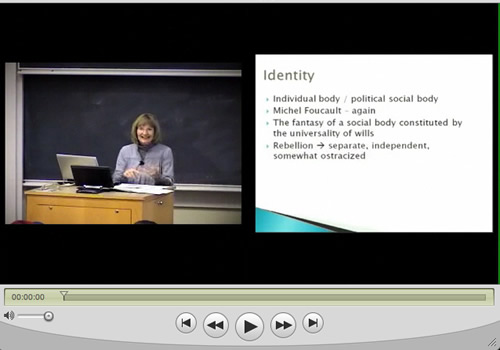 Identity
Individual body / political social body
Michel Foucault – again
The fantasy of a social body constituted by
the universality of wills
Rebellion → separate, independent,
somewhat ostracized
00:00:00